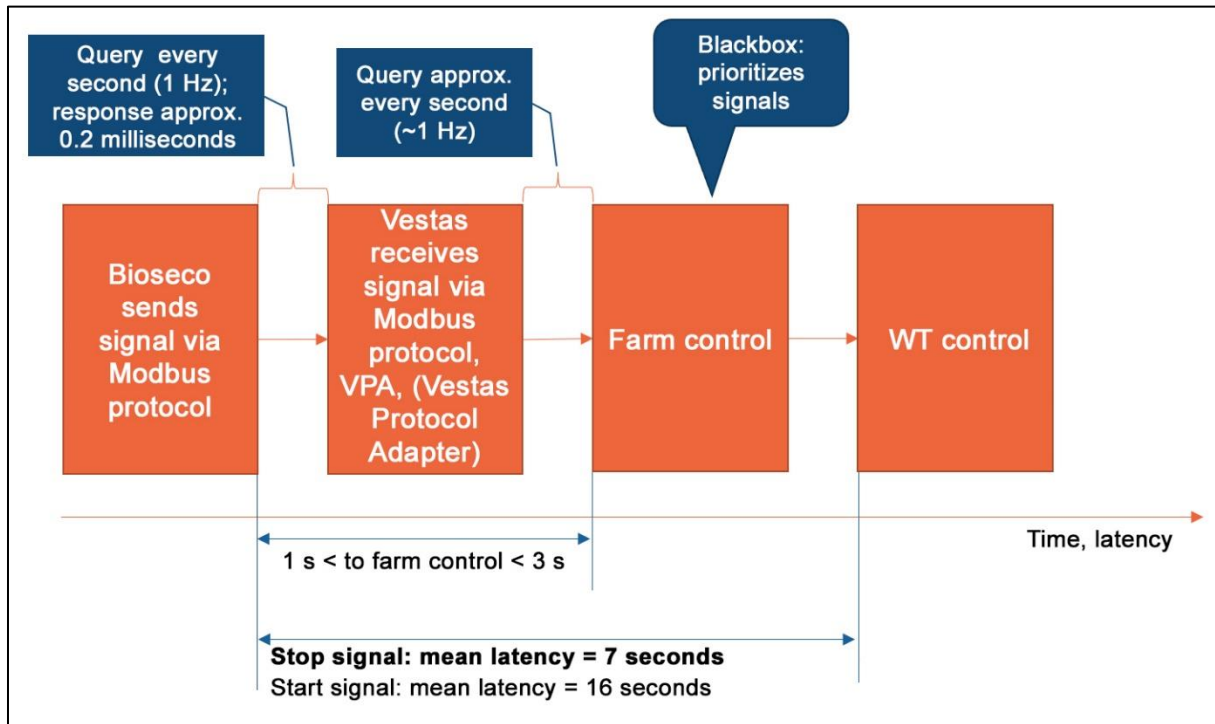 Query every
second (1 Hz);
response approx.
0.2 milliseconds
Query approx.
every second
(~1 Hz)
Blackbox:
prioritizes
signals
Bioseco
sends
signal via
Modbus
protocol
Vestas
receives
signal via
Modbus
protocol,
VPA, (Vestas
Protocol
Adapter)
Farm control
WT control
Time, latency
1 s < to farm control < 3 s
Stop signal: mean latency = 7 seconds
Start signal: mean latency = 16 seconds